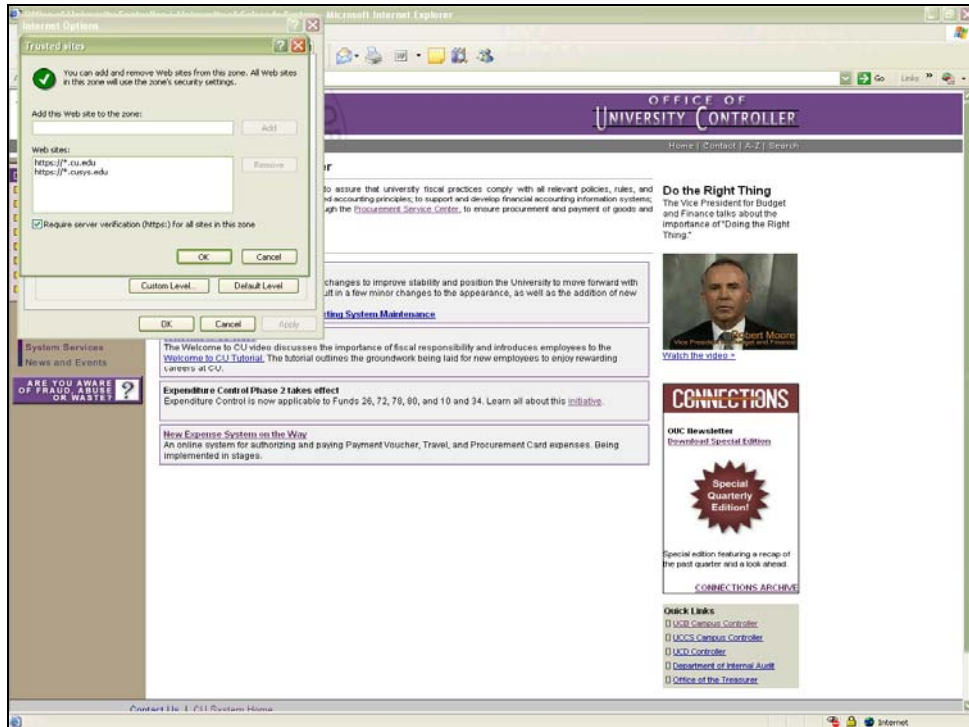 Office of University Controller | University of Colorado System - Microsoft Internet Explorer
Internet Options
Trusted sites
You can add and remove Web sites from this zone. All Web sites
in this zone will use the zone's security settings.
Add this Web site to the zone:
Add
Web sites:
https://*.cu.edu
https://*.cusys.edu
Remove
Require server verification (https:) for all sites in this zone
OK Cancel
Custom Level... Default Level
OK Cancel Apply
Go Links »
OFFICE OF
UNIVERSITY CONTROLLER
Home | Contact | A-Z | Search
to assure that university fiscal practices comply with all relevant policies, rules, and
ed accounting principles; to support and develop financial accounting information systems;
ugh the Procurement Service Center, to ensure procurement and payment of goods and
changes to improve stability and position the University to move forward with
ult in a few minor changes to the appearance, as well as the addition of new
rting System Maintenance
System Services
News and Events
ARE YOU AWARE
OF FRAUD, ABUSE
OR WASTE?
?
The Welcome to CU video discusses the importance of fiscal responsibility and introduces employees to the
Welcome to CU Tutorial. The tutorial outlines the groundwork being laid for new employees to enjoy rewarding
careers at CU.
Expenditure Control Phase 2 takes effect
Expenditure Control is now applicable to Funds 26, 72, 78, 80, and 10 and 34. Learn all about this initiative.
New Expense System on the Way
An online system for authorizing and paying Payment Voucher, Travel, and Procurement Card expenses. Being
implemented in stages.
Do the Right Thing
The Vice President for Budget
and Finance talks about the
importance of "Doing the Right
Thing."
Robert Moore
Vice President, Budget and Finance
Watch the video »
CONNECTIONS
OUC Newsletter
Download Special Edition
Special
Quarterly
Edition!
Special edition featuring a recap of
the past quarter and a look ahead.
CONNECTIONS ARCHIVE
Quick Links
UCB Campus Controller
UCCS Campus Controller
UCD Controller
Department of Internal Audit
Office of the Treasurer
Contact Us | CU System Home
Internet